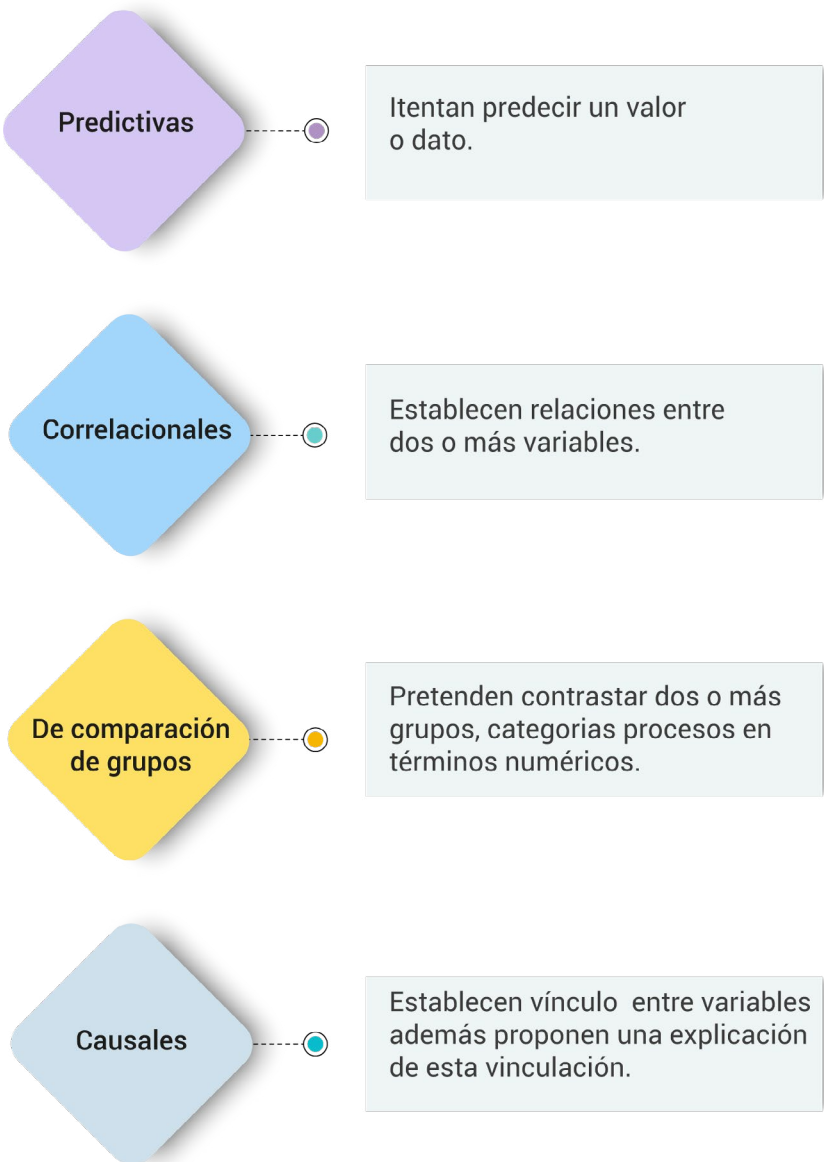 Predictivas
Itentan predecir un valor
o dato.
Correlacionales
Establecen relaciones entre
dos o más variables.
De comparación
de grupos
Pretenden contrastar dos o más
grupos, categorias procesos en
términos numéricos.
Causales
Establecen vínculo  entre variables
además proponen una explicación
de esta vinculación.